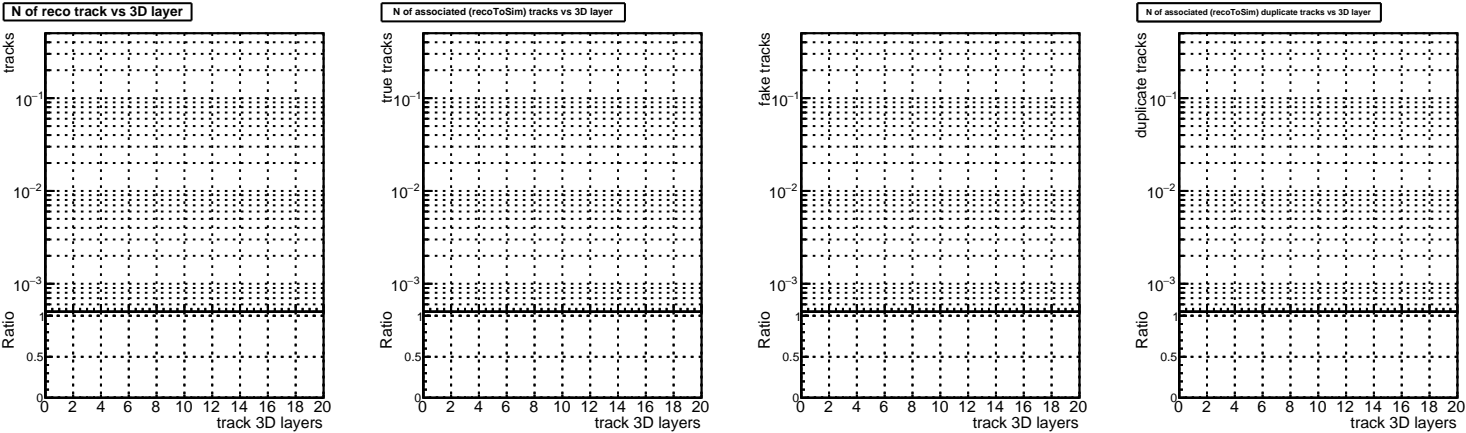 N of reco track vs 3D layer
tracks
10−1
10−2
10−3
Ratio
1
0.5
0
0 2 4 6 8 10 12 14 16 18 20
track 3D layers
N of associated (recoToSim) tracks vs 3D layer
true tracks
10−1
10−2
10−3
Ratio
1
0.5
0
0 2 4 6 8 10 12 14 16 18 20
track 3D layers
fake tracks
10−1
10−2
10−3
Ratio
1
0.5
0
0 2 4 6 8 10 12 14 16 18 20
track 3D layers
N of associated (recoToSim) duplicate tracks vs 3D layer
duplicate tracks
10−1
10−2
10−3
Ratio
1
0.5
0
0 2 4 6 8 10 12 14 16 18 20
track 3D layers